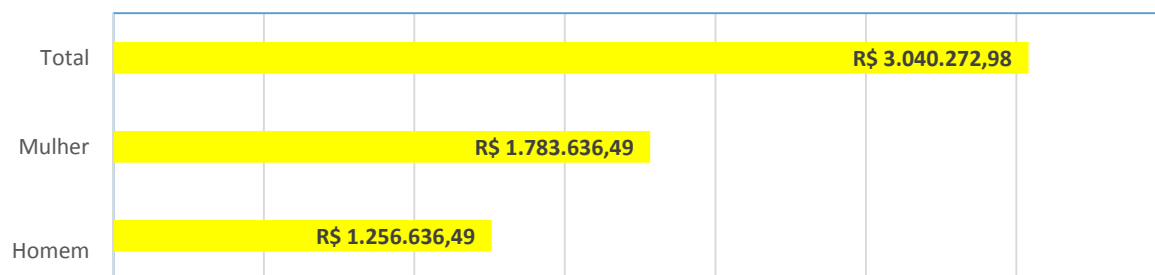 Total R$ 3.040.272,98
Mulher R$ 1.783.636,49
Homem R$ 1.256.636,49